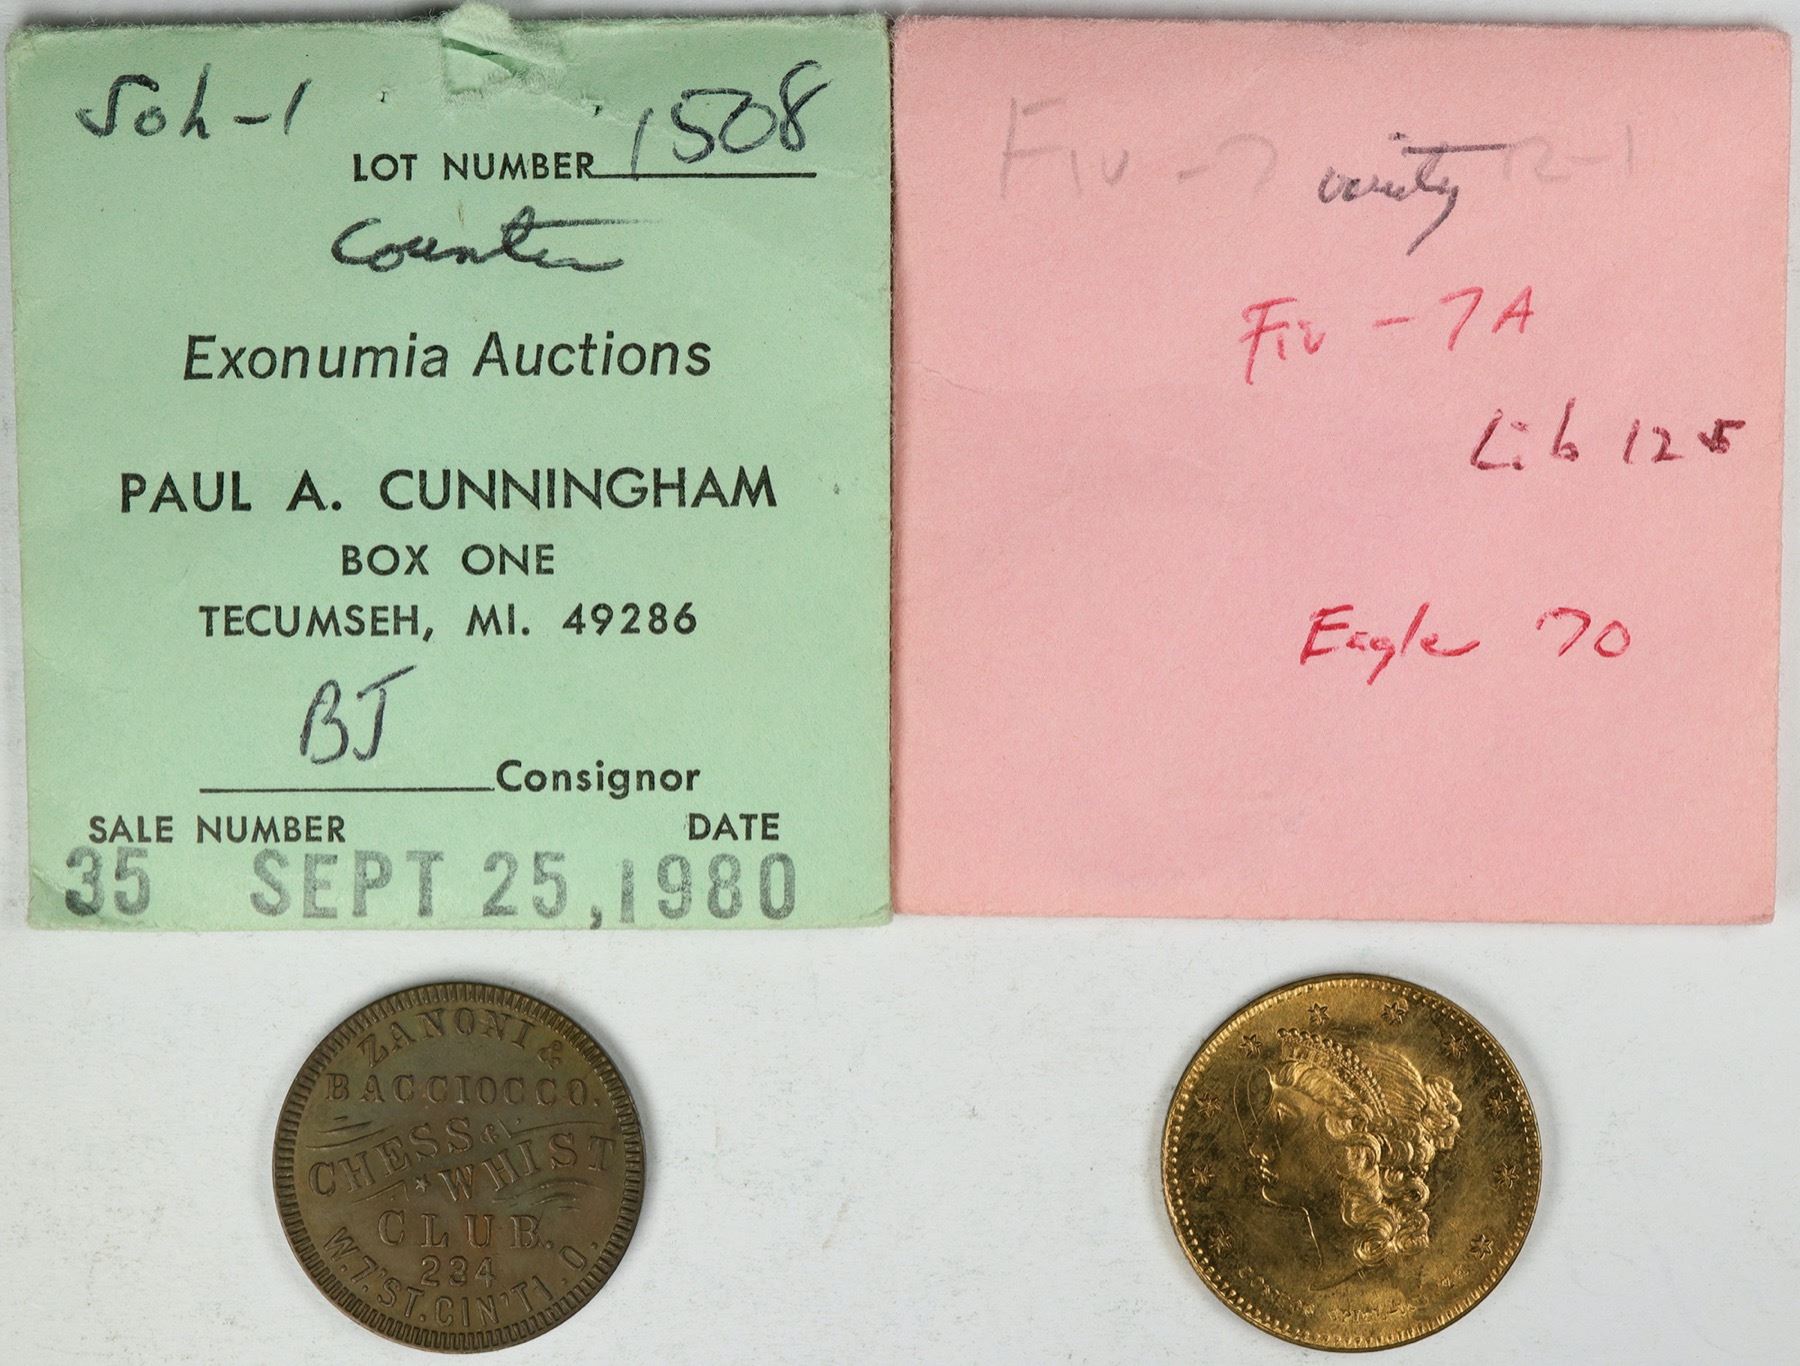 Soh-1
LOT NUMBER 1508
Counter
Exonumia Auctions
PAUL A. CUNNINGHAM
BOX ONE
TECUMSEH, MI. 49286
BJ
Consignor
SALE NUMBER DATE
35 SEPT 25, 1980
Fiv - 7
variety
Fiv - 7A
Lib 125
Eagle 70
ZANONI &
BACCIOCCO.
CHESS &
* WHIST
CLUB.
234
W. 7' ST. CIN'TI. O.